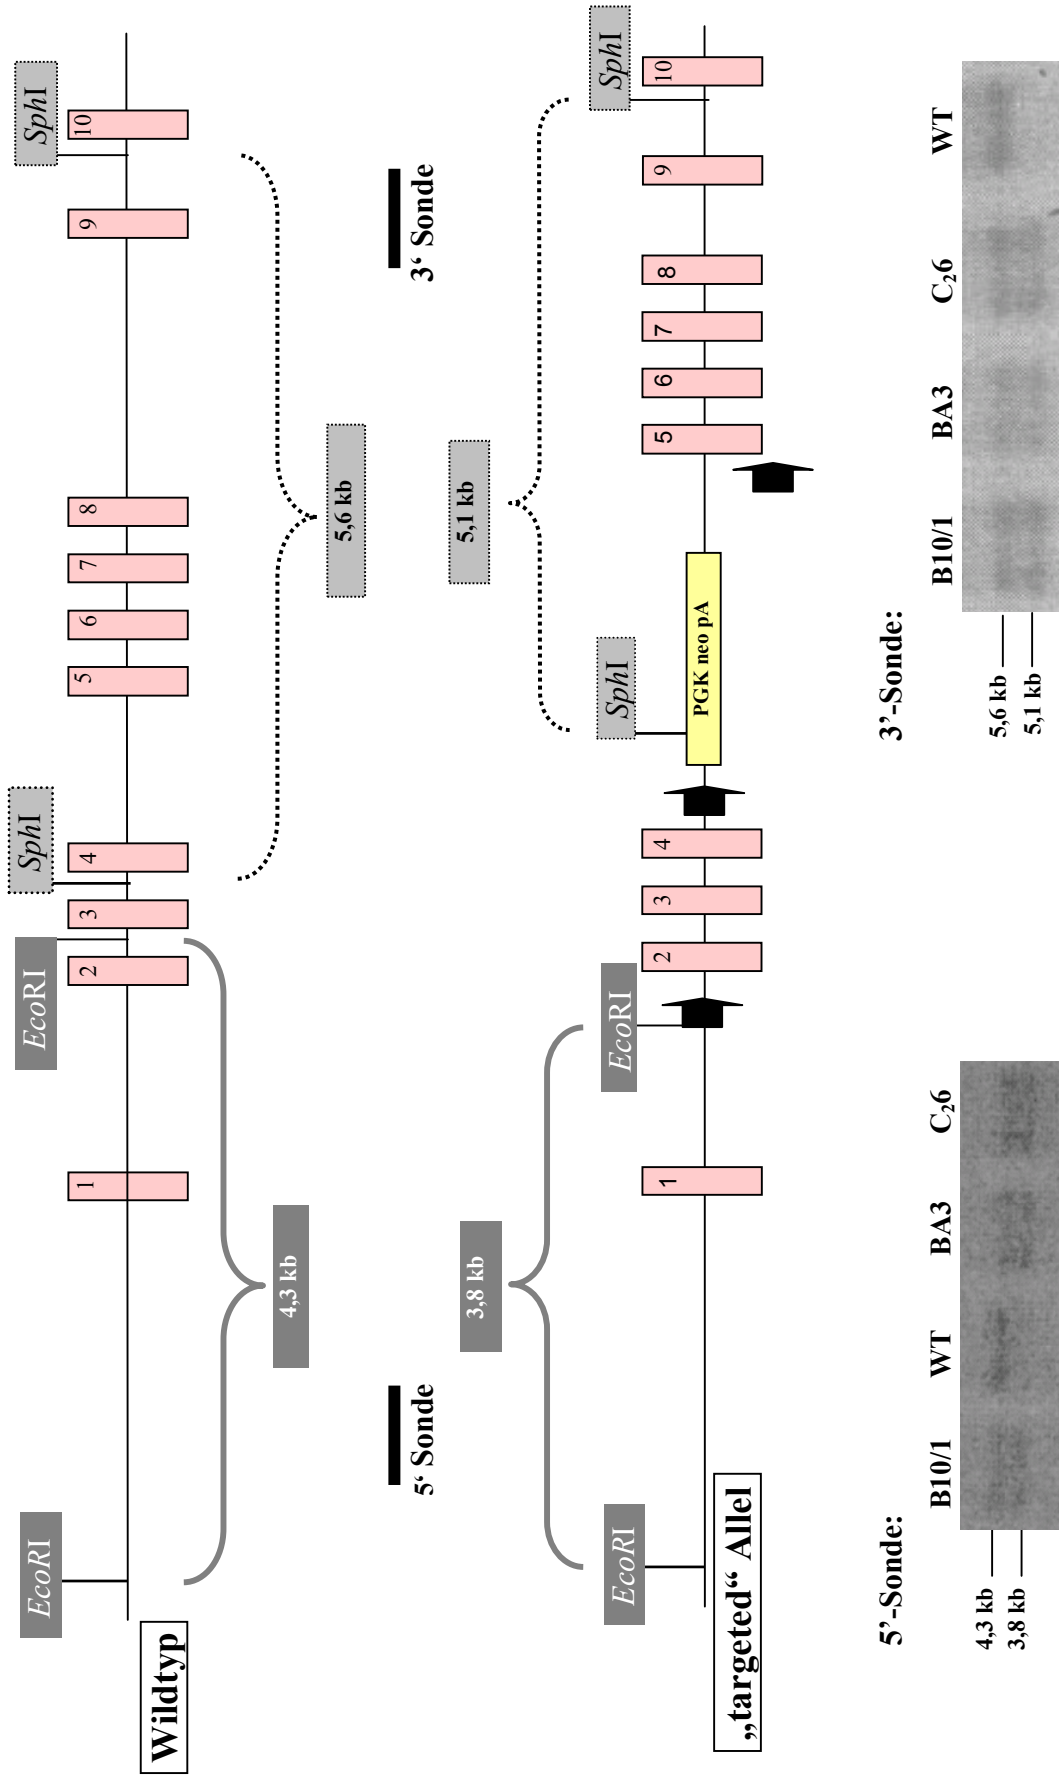 EcoRI
EcoRI
SphI
SphI
1
2
3
4
5
6
7
8
9
10
Wildtyp
4,3 kb
5,6 kb
5‘ Sonde
3‘ Sonde
3,8 kb
5,1 kb
EcoRI
EcoRI
SphI
SphI
1
2
3
4
PGK neo pA
5
6
7
8
9
10
„targeted“ Allel
5’-Sonde:
B10/1 WT BA3 C₂6
4,3 kb
3,8 kb
3’-Sonde:
B10/1 BA3 C₂6 WT
5,6 kb
5,1 kb